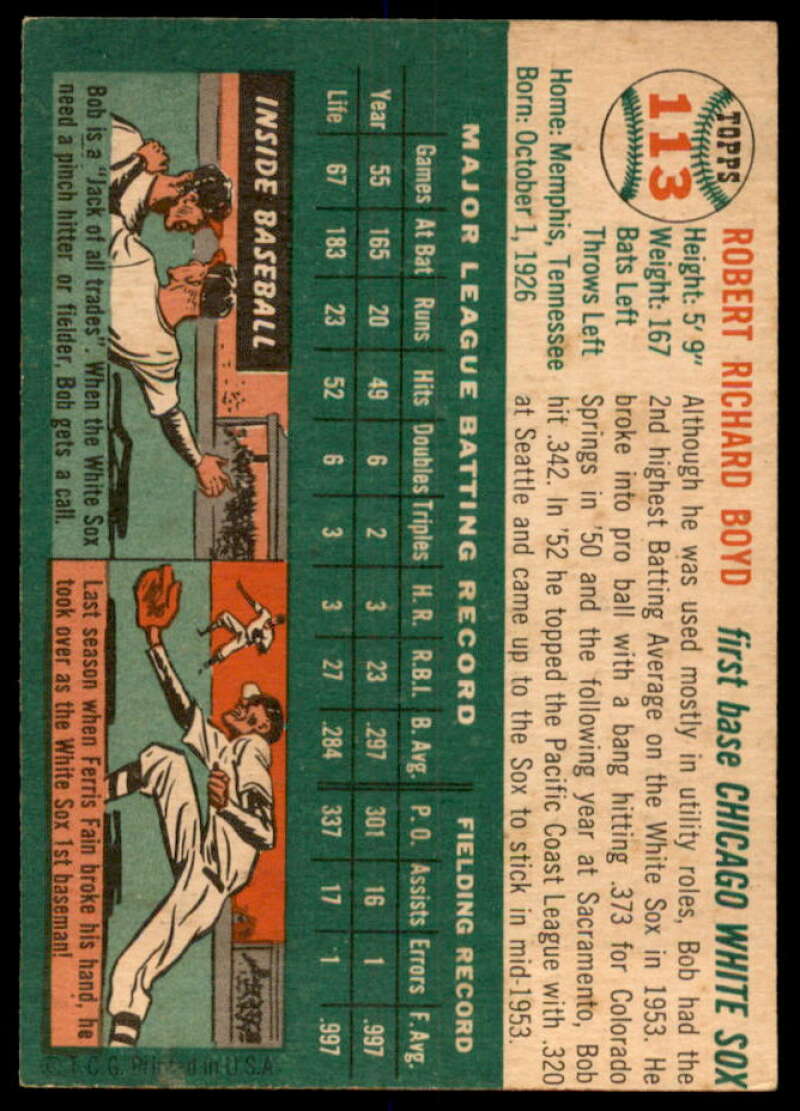 TOPPS
113
ROBERT RICHARD BOYD first base CHICAGO WHITE SOX
Height: 5' 9"
Weight: 167
Bats Left
Throws Left
Home: Memphis, Tennessee
Born: October 1, 1926
Although he was used mostly in utility roles, Bob had the
2nd highest Batting Average on the White Sox in 1953. He
broke into pro ball with a bang hitting .373 for Colorado
Springs in '50 and the following year at Sacramento, Bob
hit .342. In '52 he topped the Pacific Coast League with .320
at Seattle and came up to the Sox to stick in mid-1953.
MAJOR LEAGUE BATTING RECORD FIELDING RECORD
Games At Bat Runs Hits Doubles Triples H. R. R.B.I. B. Avg. P. O. Assists Errors F. Avg.
Year 55 165 20 49 6 2 3 23 .297 301 16 1 .997
Life 67 183 23 52 6 3 3 27 .284 337 17 1 .997
INSIDE BASEBALL
Bob is a "Jack of all trades". When the White Sox
need a pinch hitter or fielder, Bob gets a call.
Last season when Ferris Fain broke his hand, he
took over as the White Sox 1st baseman!
© T. C. G. Printed in U.S.A.